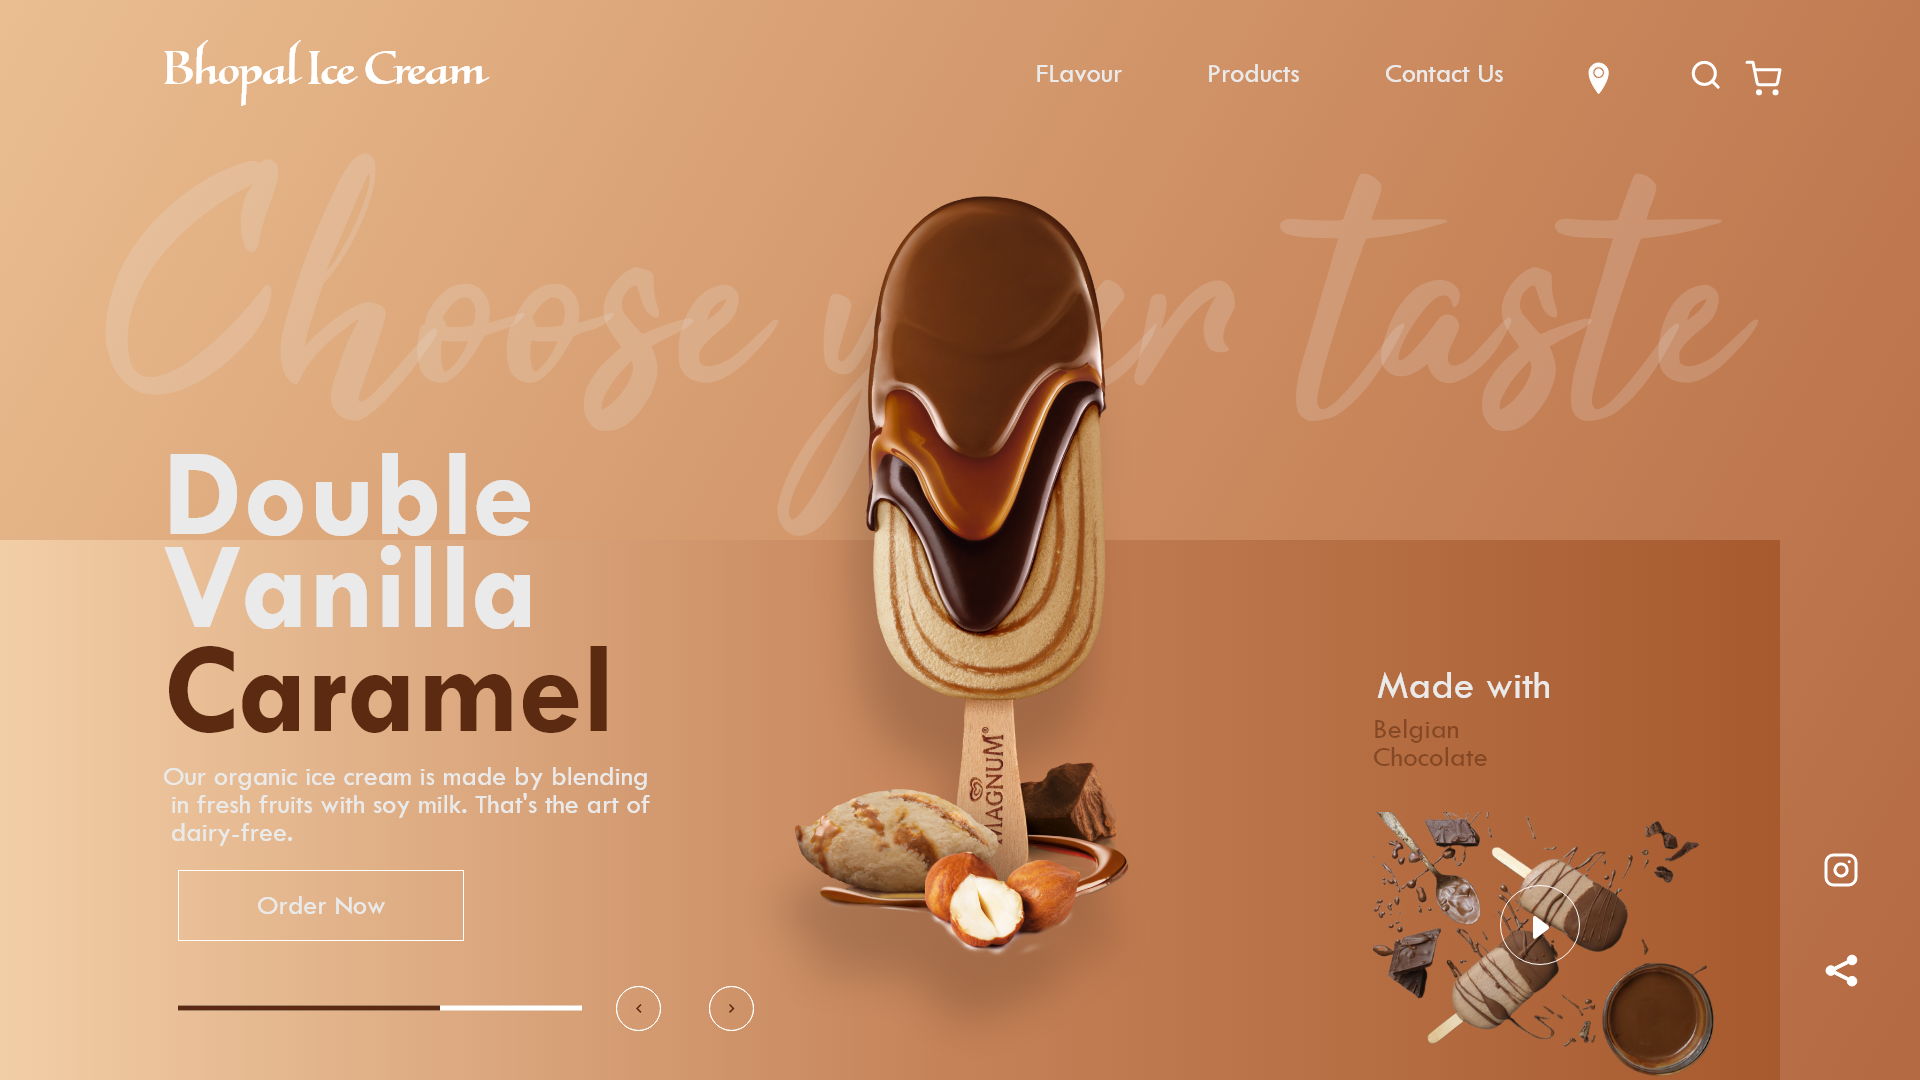 Bhopal Ice Cream
FLavour Products Contact Us
Choose your taste
Double
Vanilla
Caramel
Our organic ice cream is made by blending
in fresh fruits with soy milk. That's the art of
dairy-free.
Order Now
MAGNUM®
Made with
Belgian
Chocolate